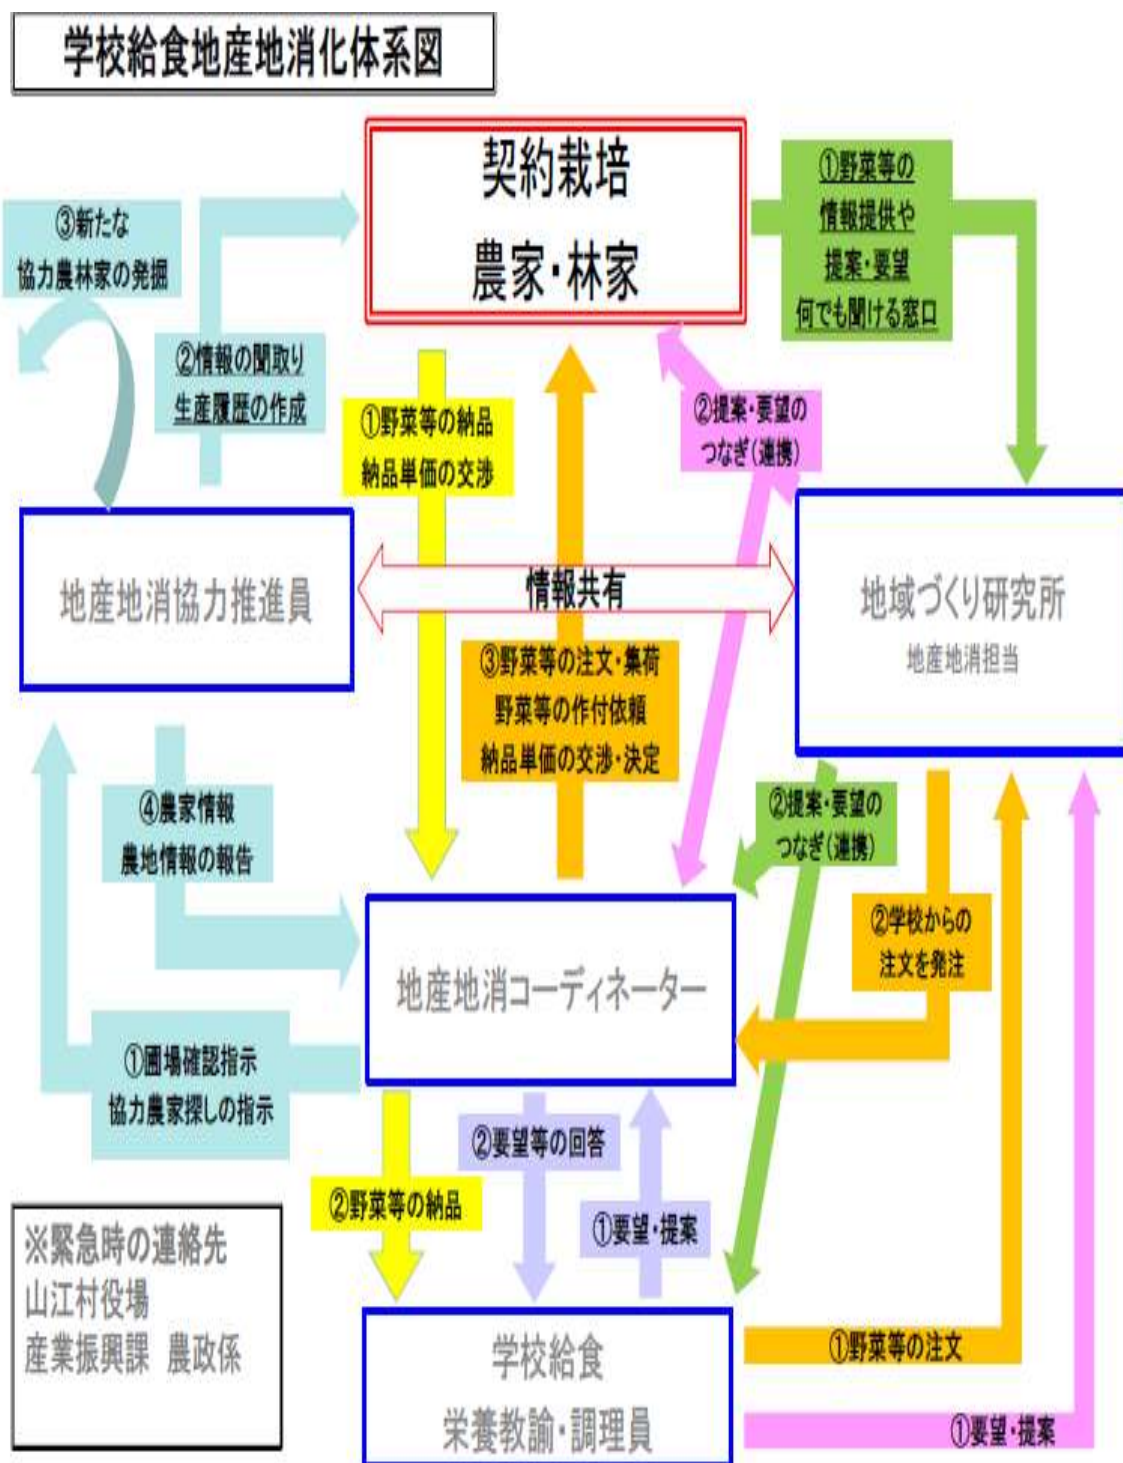 学校給食地産地消化体系図
契約栽培
農家・林家
①野菜等の
情報提供や
提案・要望
何でも聞ける窓口
③新たな
協力農林家の発掘
②情報の聞取り
生産履歴の作成
①野菜等の納品
納品単価の交渉
②提案・要望の
つなぎ(連携)
地産地消協力推進員
情報共有
地域づくり研究所
地産地消担当
③野菜等の注文・集荷
野菜等の作付依頼
納品単価の交渉・決定
④農家情報
農地情報の報告
②提案・要望の
つなぎ(連携)
②学校からの
注文を発注
地産地消コーディネーター
①圃場確認指示
協力農家探しの指示
②要望等の回答
②野菜等の納品
①要望・提案
※緊急時の連絡先
山江村役場
産業振興課 農政係
学校給食
栄養教諭・調理員
①野菜等の注文
①要望・提案